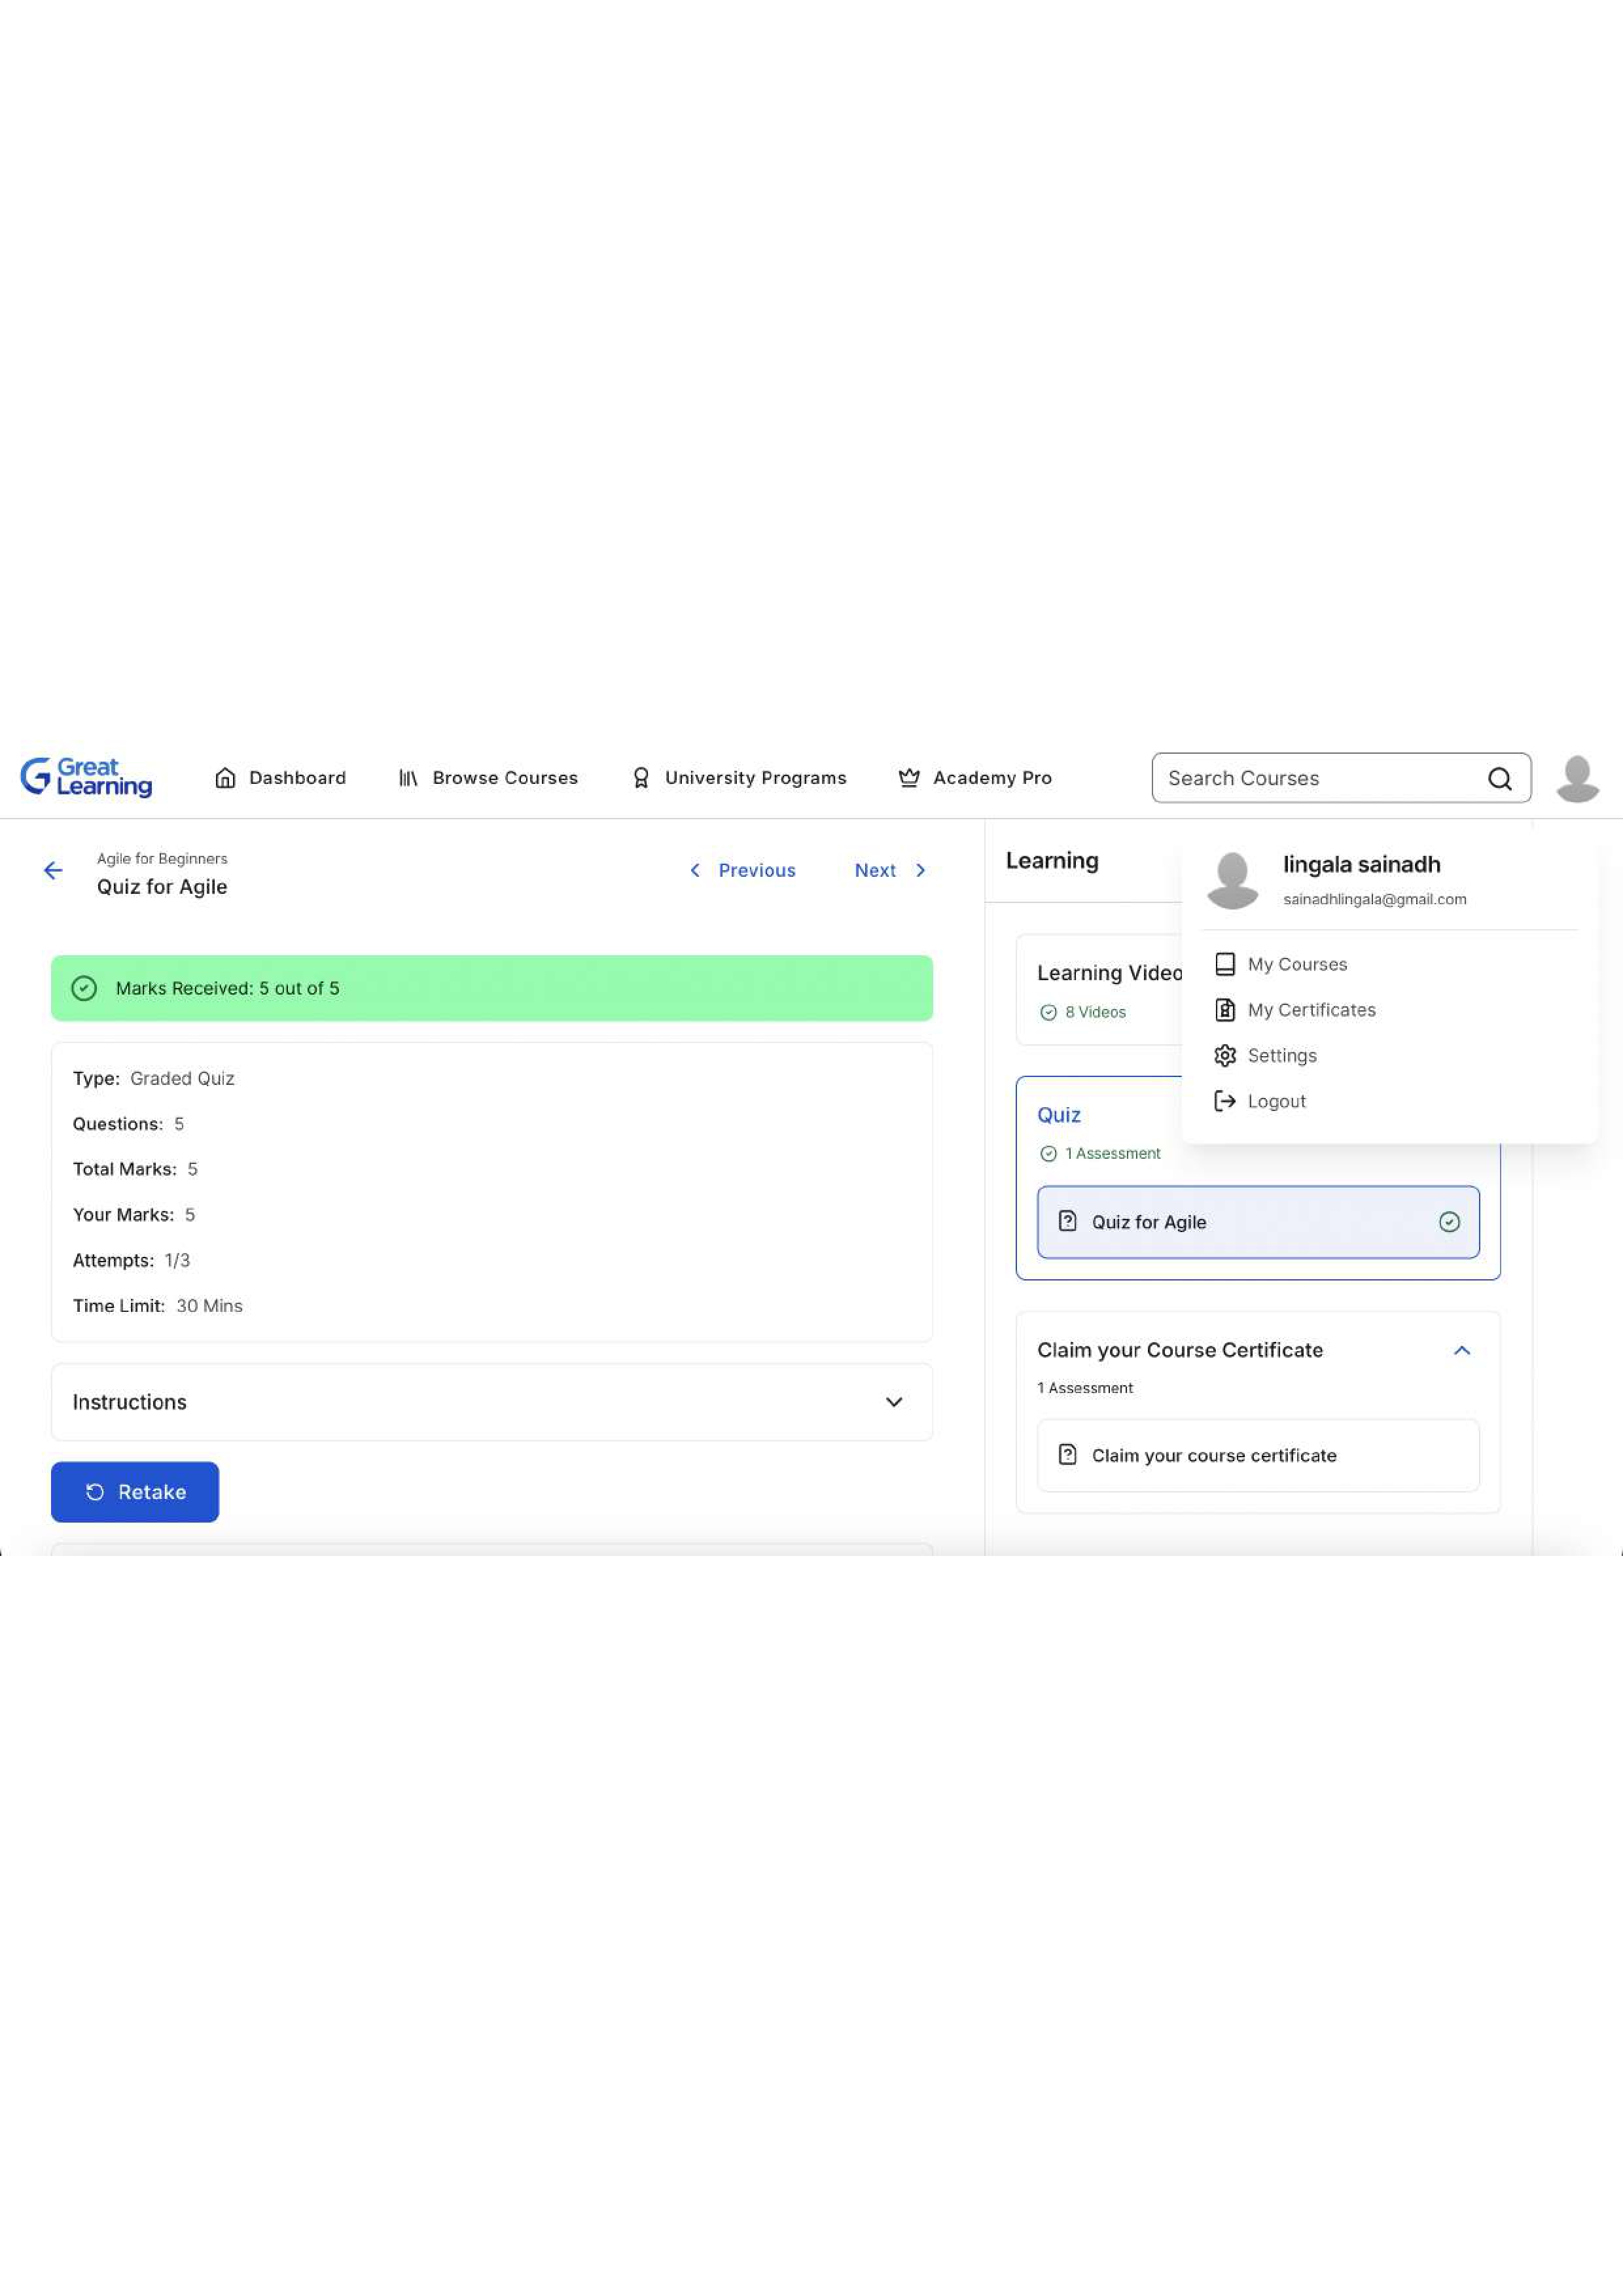 Great
Learning
Dashboard
Browse Courses
University Programs
Academy Pro
Search Courses
Agile for Beginners
Quiz for Agile
Previous
Next
Marks Received: 5 out of 5
Type: Graded Quiz
Questions: 5
Total Marks: 5
Your Marks: 5
Attempts: 1/3
Time Limit: 30 Mins
Instructions
Retake
Learning
Learning Video
8 Videos
Quiz
1 Assessment
Quiz for Agile
Claim your Course Certificate
1 Assessment
Claim your course certificate
lingala sainadh
sainadhlingala@gmail.com
My Courses
My Certificates
Settings
Logout